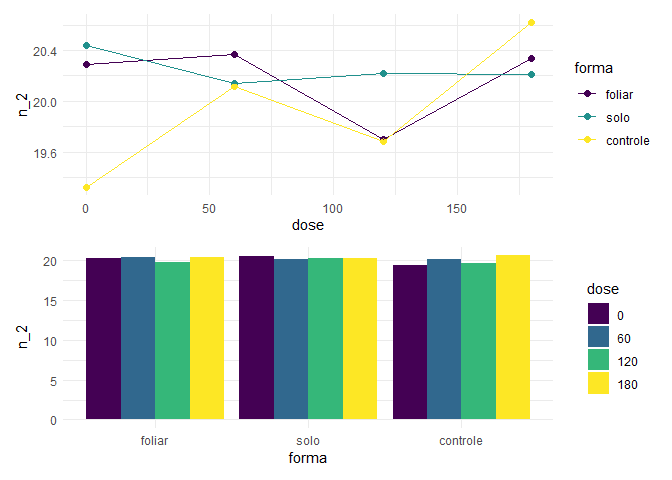 20.4
20.0
19.6
n_2
0
50
100
150
dose
forma
foliar
solo
controle
20
15
10
5
0
n_2
foliar
solo
controle
forma
dose
0
60
120
180